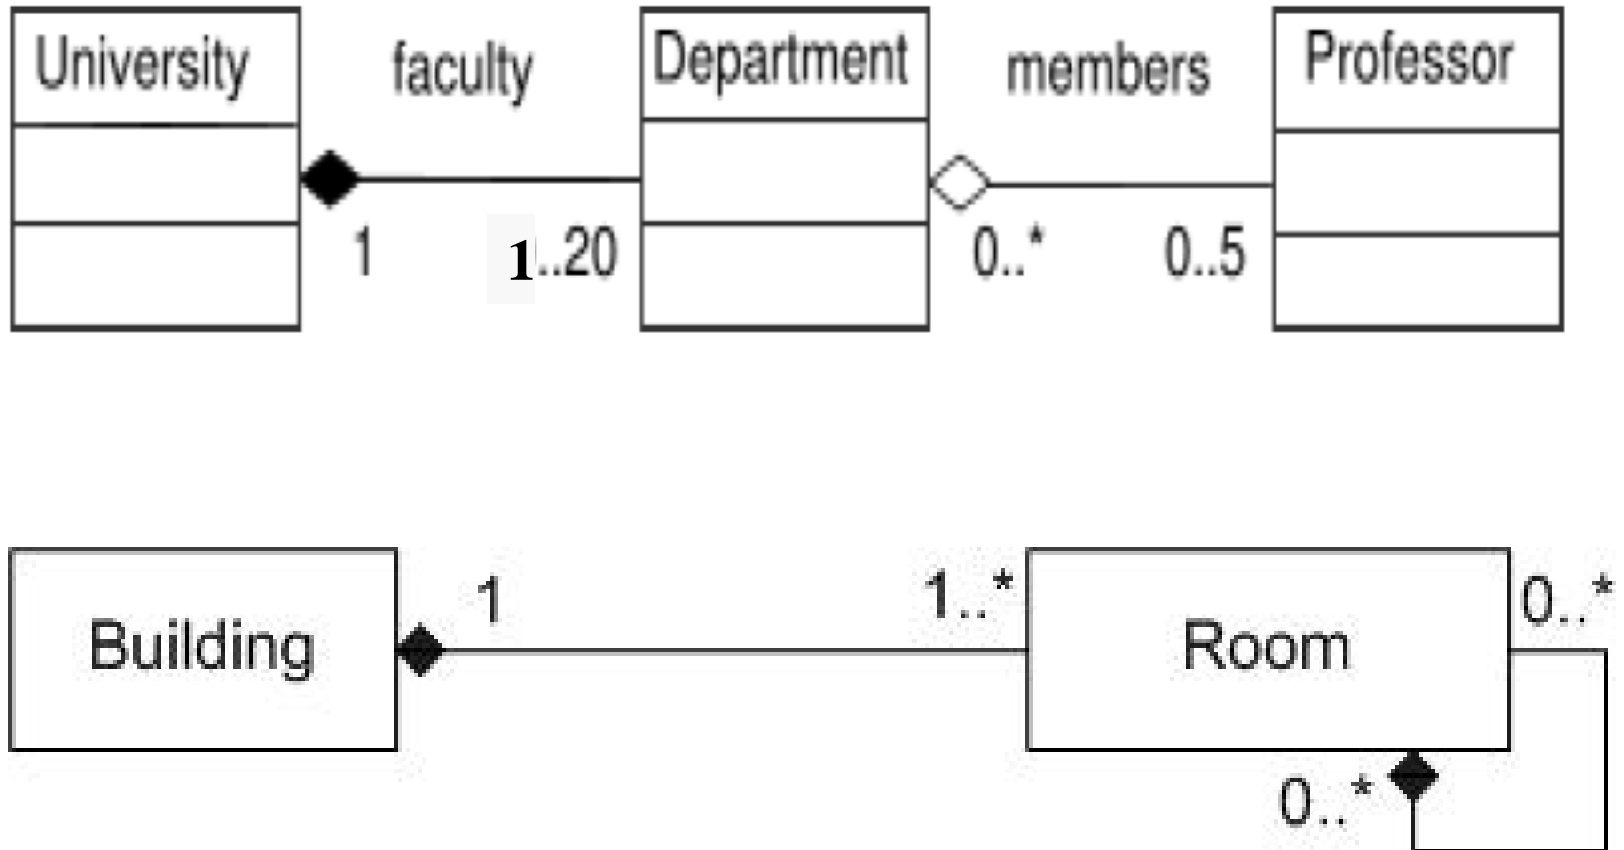 University
faculty
Department
members
Professor
1
1..20
0..*
0..5
Building
1
1..*
Room
0..*
0..*